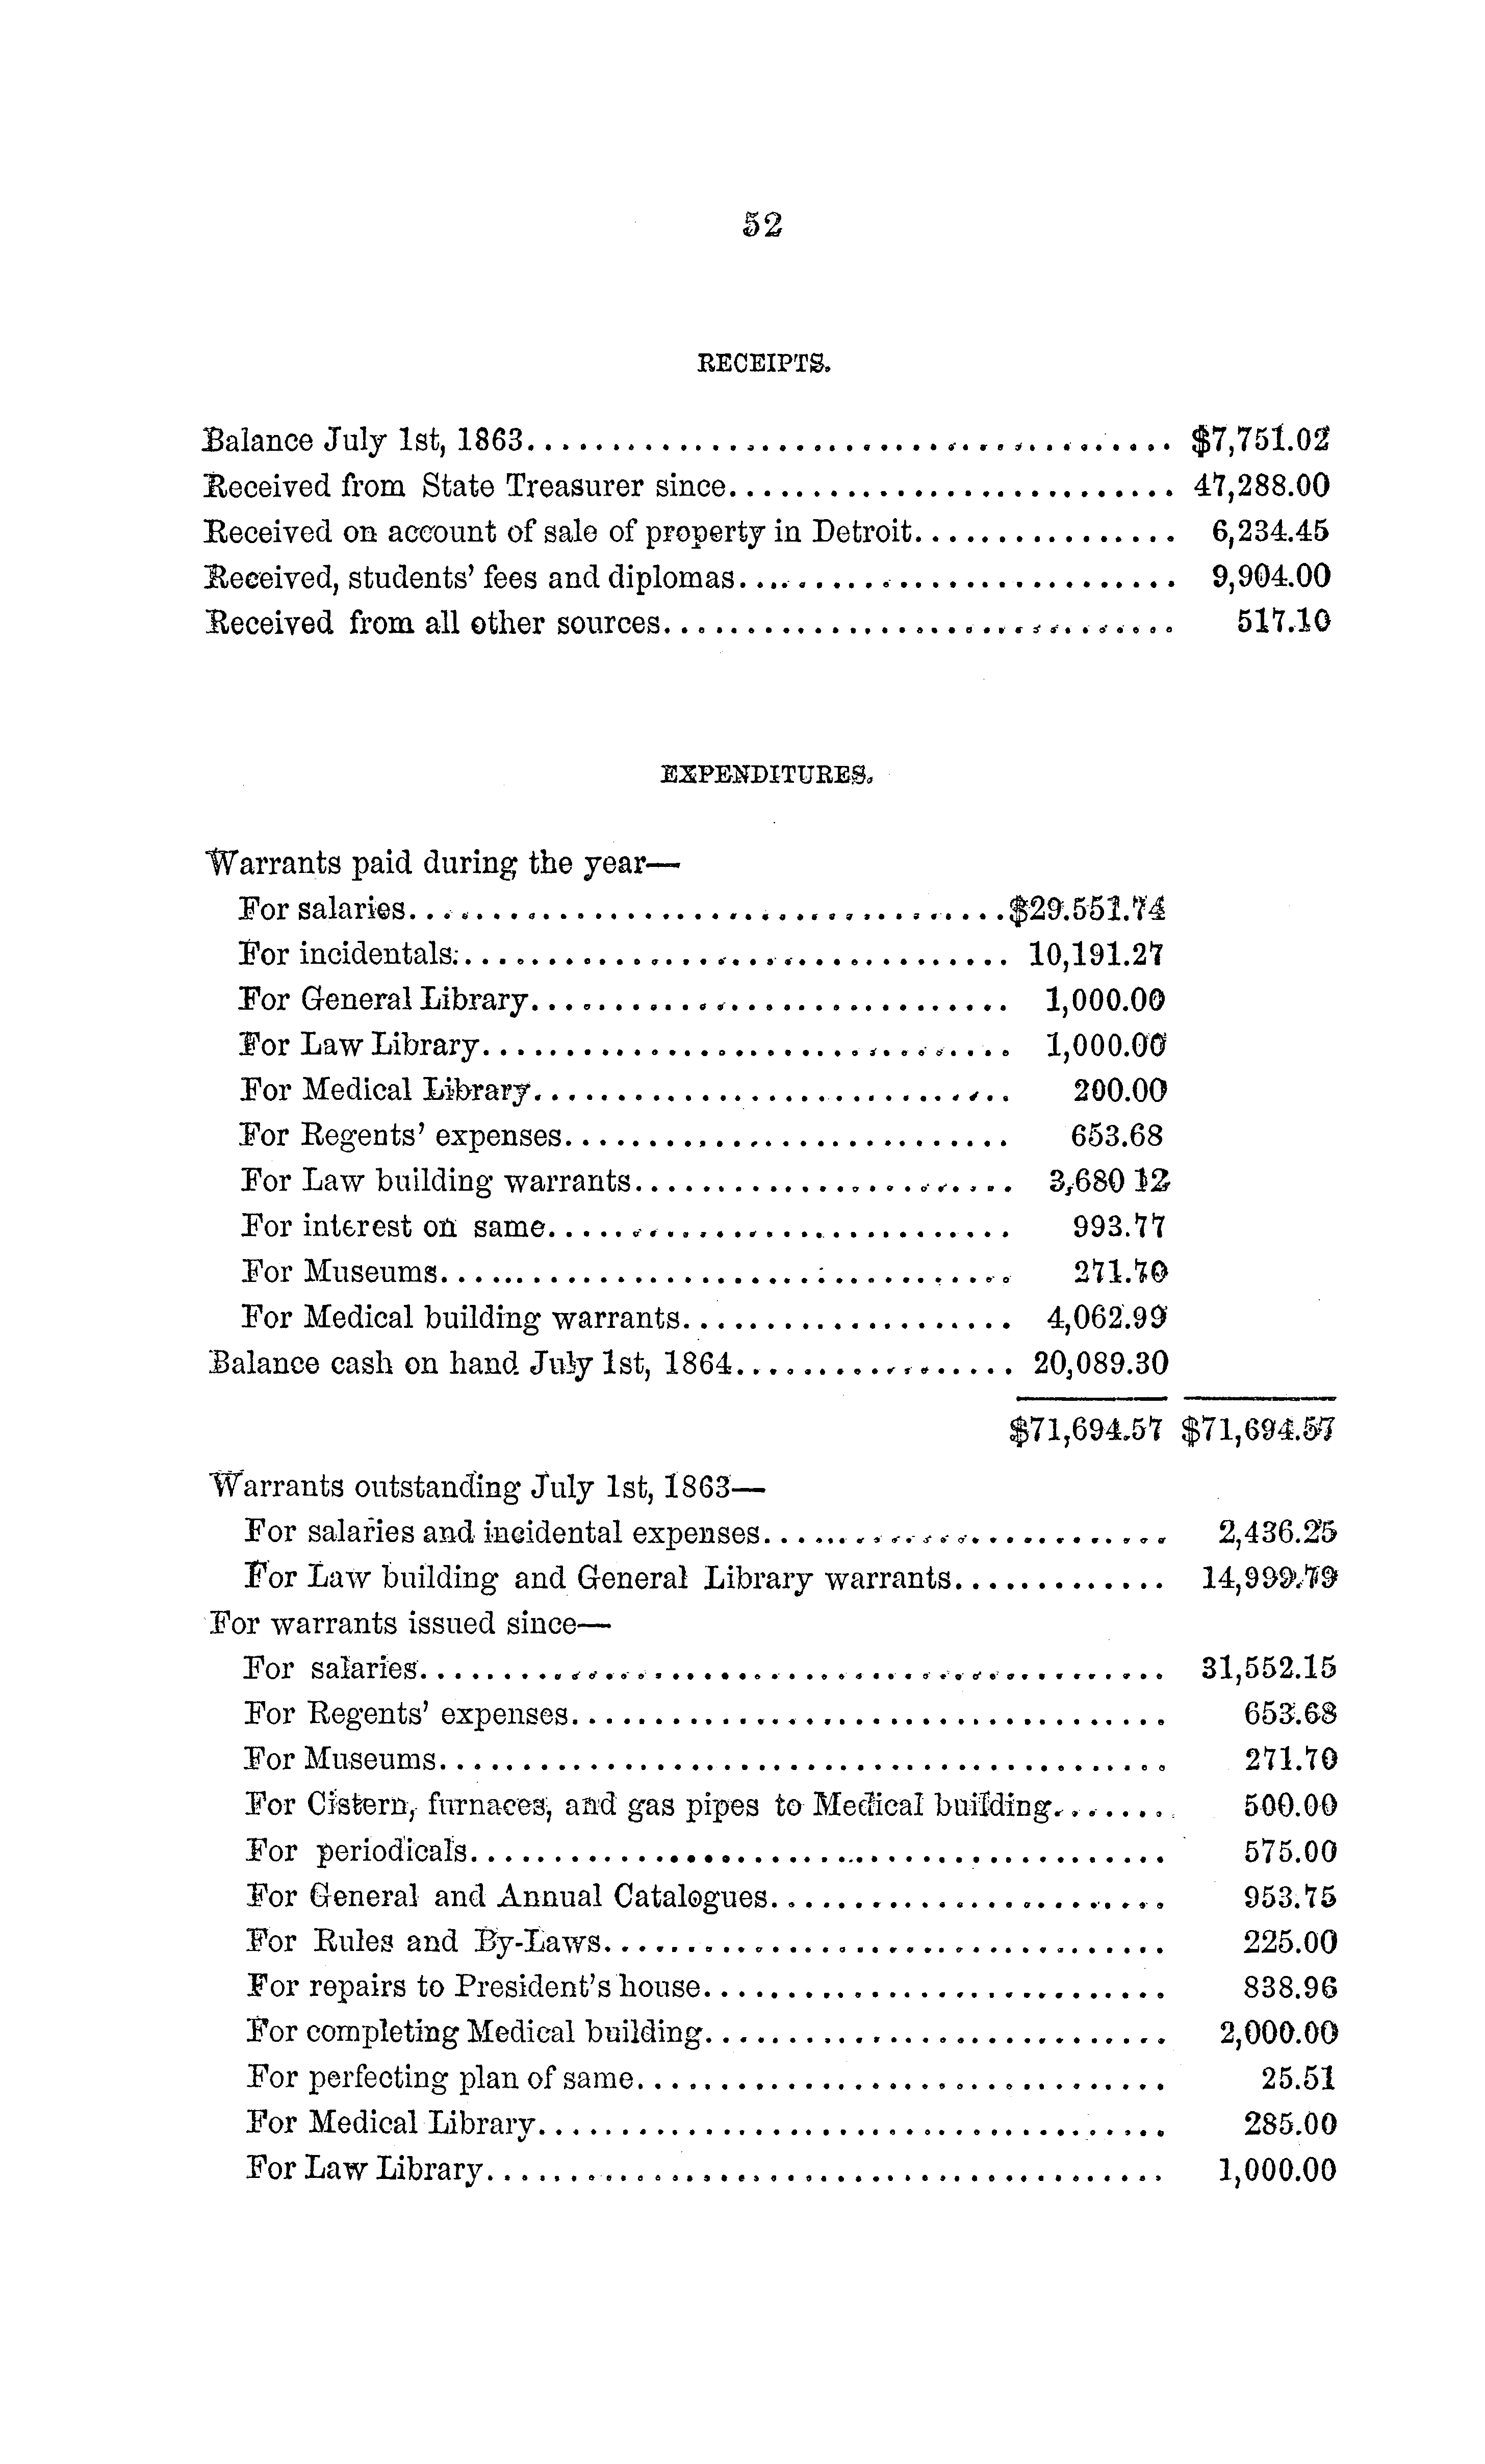 52
RECEIPTS.
Balance July 1st, 1863........................................ $7,751.02
Received from State Treasurer since........................... 47,288.00
Received on account of sale of property in Detroit................ 6,234.45
Received, students' fees and diplomas........................... 9,904.00
Received from all other sources............................... 517.10
EXPENDITURES.
Warrants paid during the year—
For salaries.....................................$29.551.74
For incidentals:................................. 10,191.27
For General Library............................. 1,000.00
For Law Library................................ 1,000.00
For Medical Library............................. 200.00
For Regents' expenses........................... 653.68
For Law building warrants....................... 3,680 12
For interest on same............................ 993.77
For Museums................................... 271.70
For Medical building warrants.................... 4,062.99
Balance cash on hand July 1st, 1864................. 20,089.30
$71,694.57 $71,694.57
Warrants outstanding July 1st, 1863—
For salaries and incidental expenses......................... 2,436.25
For Law building and General Library warrants............. 14,999.79
For warrants issued since—
For salaries............................................. 31,552.15
For Regents' expenses.................................... 653.68
For Museums............................................ 271.70
For Cistern, furnaces, and gas pipes to Medical building........ 500.00
For periodicals.......................................... 575.00
For General and Annual Catalogues........................ 953.75
For Rules and By-Laws.................................. 225.00
For repairs to President's house............................ 838.96
For completing Medical building............................ 2,000.00
For perfecting plan of same................................ 25.51
For Medical Library...................................... 285.00
For Law Library......................................... 1,000.00